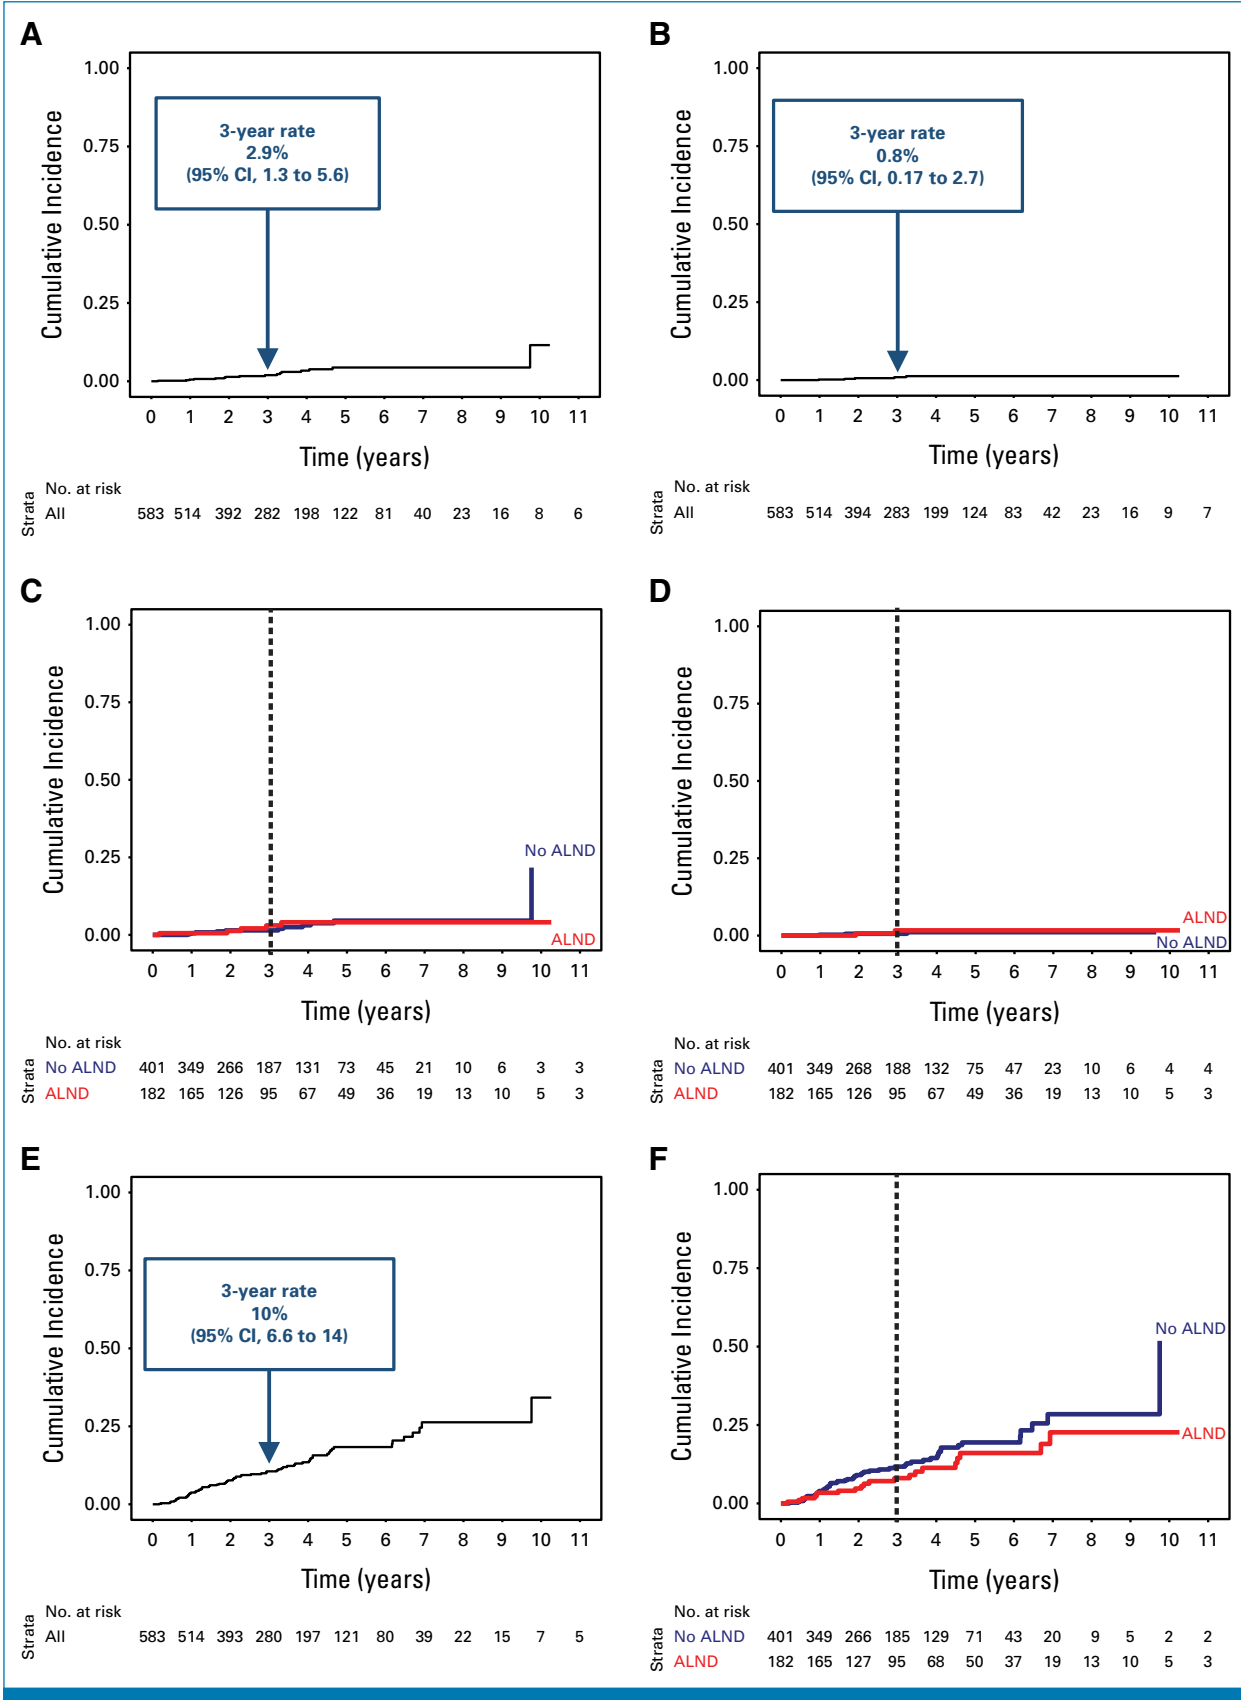 A
Cumulative Incidence
1.00
0.75
0.50
0.25
0.00
3-year rate
2.9%
(95% CI, 1.3 to 5.6)
0 1 2 3 4 5 6 7 8 9 10 11
Time (years)
Strata
No. at risk
All 583 514 392 282 198 122 81 40 23 16 8 6
B
Cumulative Incidence
1.00
0.75
0.50
0.25
0.00
3-year rate
0.8%
(95% CI, 0.17 to 2.7)
0 1 2 3 4 5 6 7 8 9 10 11
Time (years)
Strata
No. at risk
All 583 514 394 283 199 124 83 42 23 16 9 7
C
Cumulative Incidence
1.00
0.75
0.50
0.25
0.00
No ALND
ALND
0 1 2 3 4 5 6 7 8 9 10 11
Time (years)
Strata
No. at risk
No ALND 401 349 266 187 131 73 45 21 10 6 3 3
ALND 182 165 126 95 67 49 36 19 13 10 5 3
D
Cumulative Incidence
1.00
0.75
0.50
0.25
0.00
ALND
No ALND
0 1 2 3 4 5 6 7 8 9 10 11
Time (years)
Strata
No. at risk
No ALND 401 349 268 188 132 75 47 23 10 6 4 4
ALND 182 165 126 95 67 49 36 19 13 10 5 3
E
Cumulative Incidence
1.00
0.75
0.50
0.25
0.00
3-year rate
10%
(95% CI, 6.6 to 14)
0 1 2 3 4 5 6 7 8 9 10 11
Time (years)
Strata
No. at risk
All 583 514 393 280 197 121 80 39 22 15 7 5
F
Cumulative Incidence
1.00
0.75
0.50
0.25
0.00
No ALND
ALND
0 1 2 3 4 5 6 7 8 9 10 11
Time (years)
Strata
No. at risk
No ALND 401 349 266 185 129 71 43 20 9 5 2 2
ALND 182 165 127 95 68 50 37 19 13 10 5 3